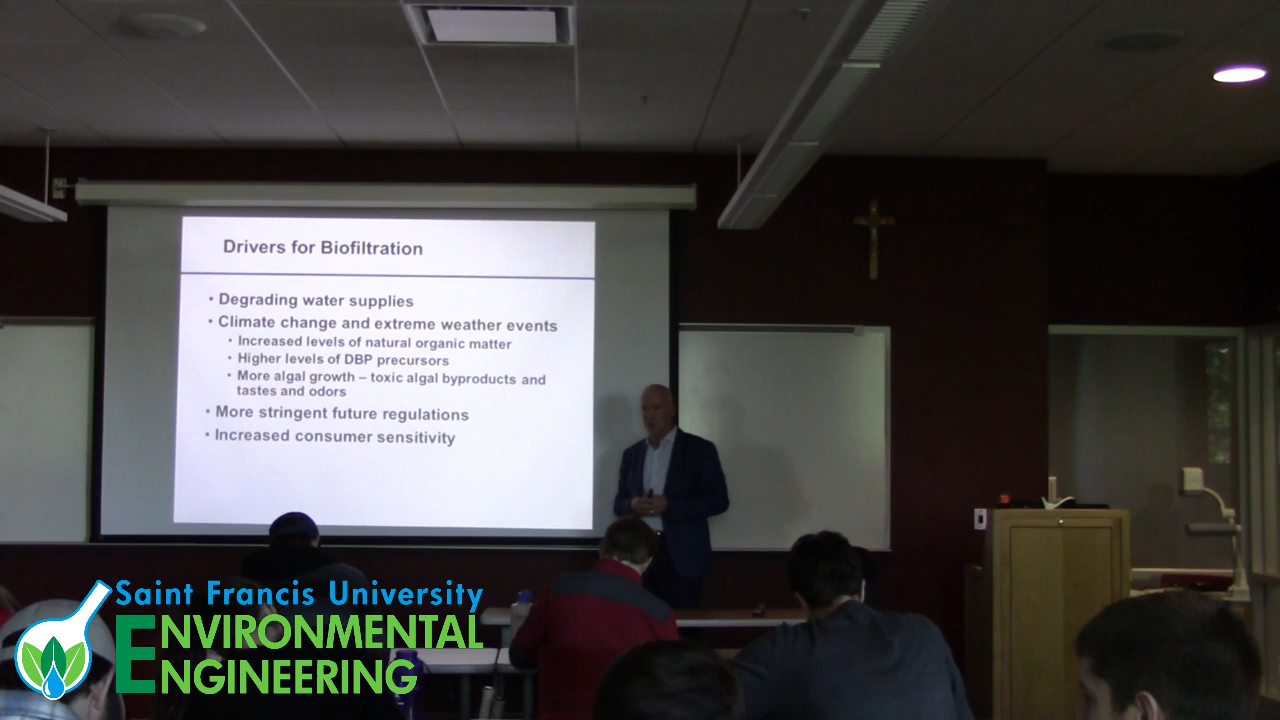 Drivers for Biofiltration
• Degrading water supplies
• Climate change and extreme weather events
• Increased levels of natural organic matter
• Higher levels of DBP precursors
• More algal growth – toxic algal byproducts and
tastes and odors
• More stringent future regulations
• Increased consumer sensitivity
Saint Francis University
ENVIRONMENTAL
ENGINEERING